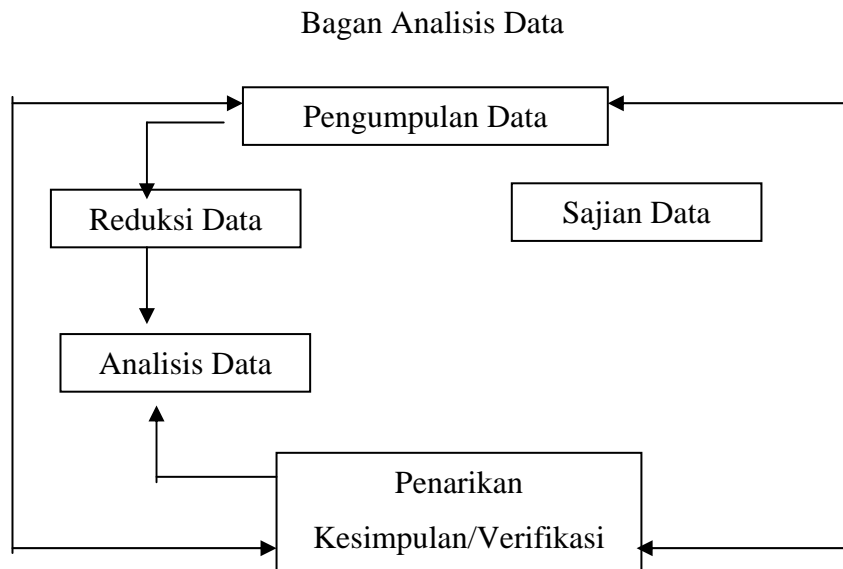 Bagan Analisis Data
Pengumpulan Data
Reduksi Data
Sajian Data
Analisis Data
Penarikan
Kesimpulan/Verifikasi